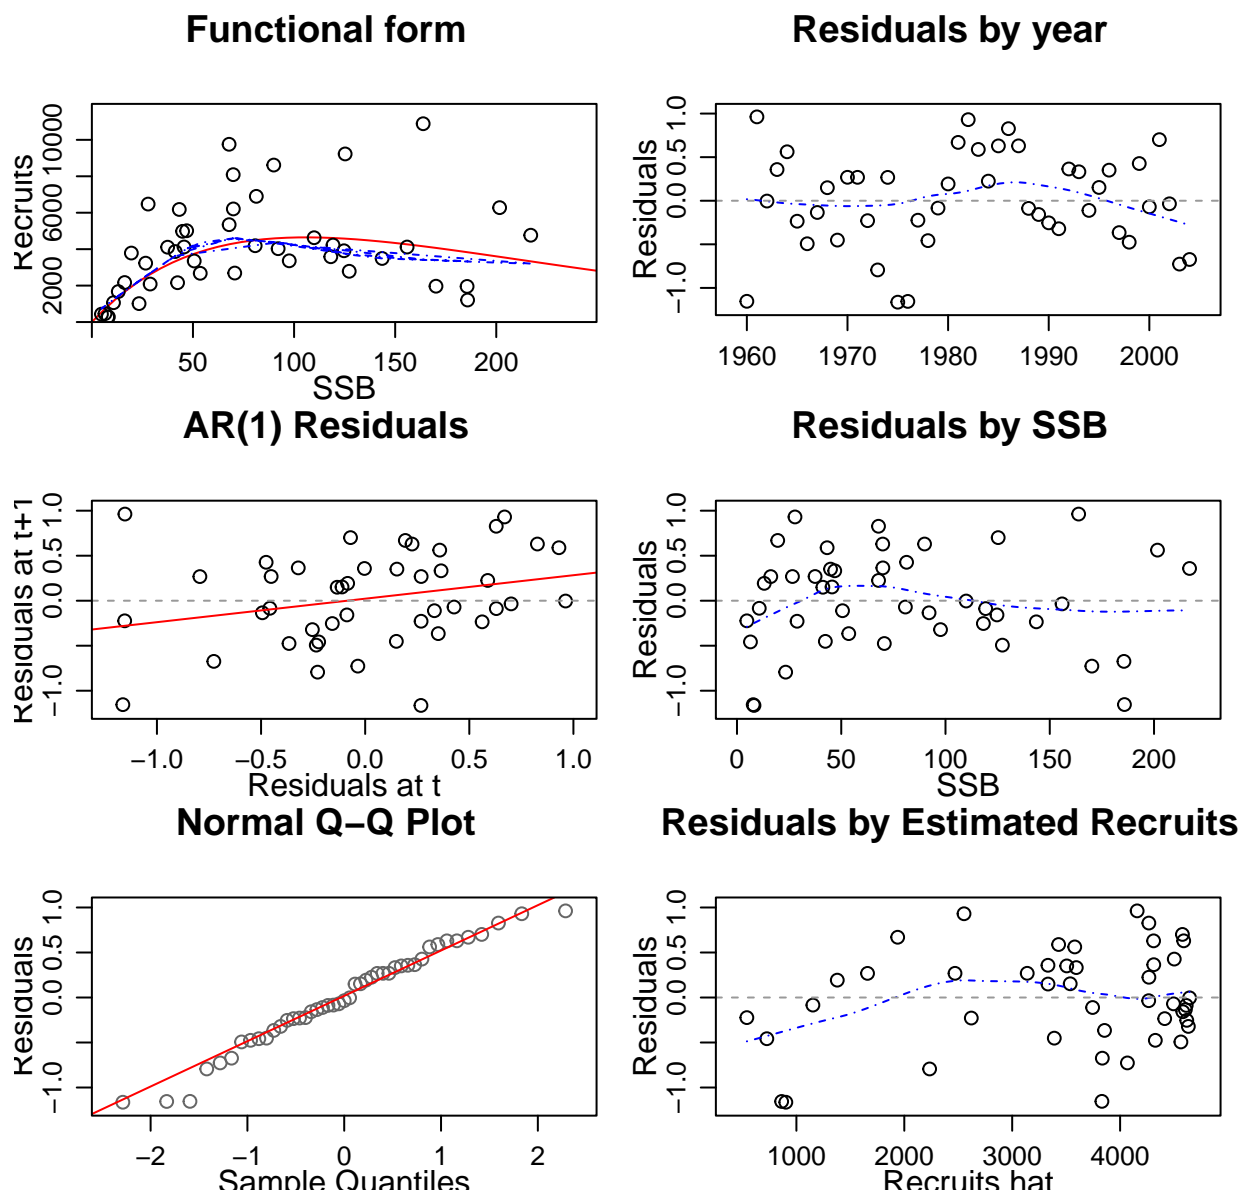 Functional form
Recruits
2000 6000 10000
50 100 150 200
SSB
Residuals by year
Residuals
−1.0 0.0 0.5 1.0
1960 1970 1980 1990 2000
AR(1) Residuals
Residuals at t+1
−1.0 0.0 0.5 1.0
−1.0 −0.5 0.0 0.5 1.0
Residuals at t
Residuals by SSB
Residuals
−1.0 0.0 0.5 1.0
0 50 100 150 200
SSB
Normal Q−Q Plot
Residuals
−1.0 0.0 0.5 1.0
−2 −1 0 1 2
Sample Quantiles
Residuals by Estimated Recruits
Residuals
−1.0 0.0 0.5 1.0
1000 2000 3000 4000
Recruits hat